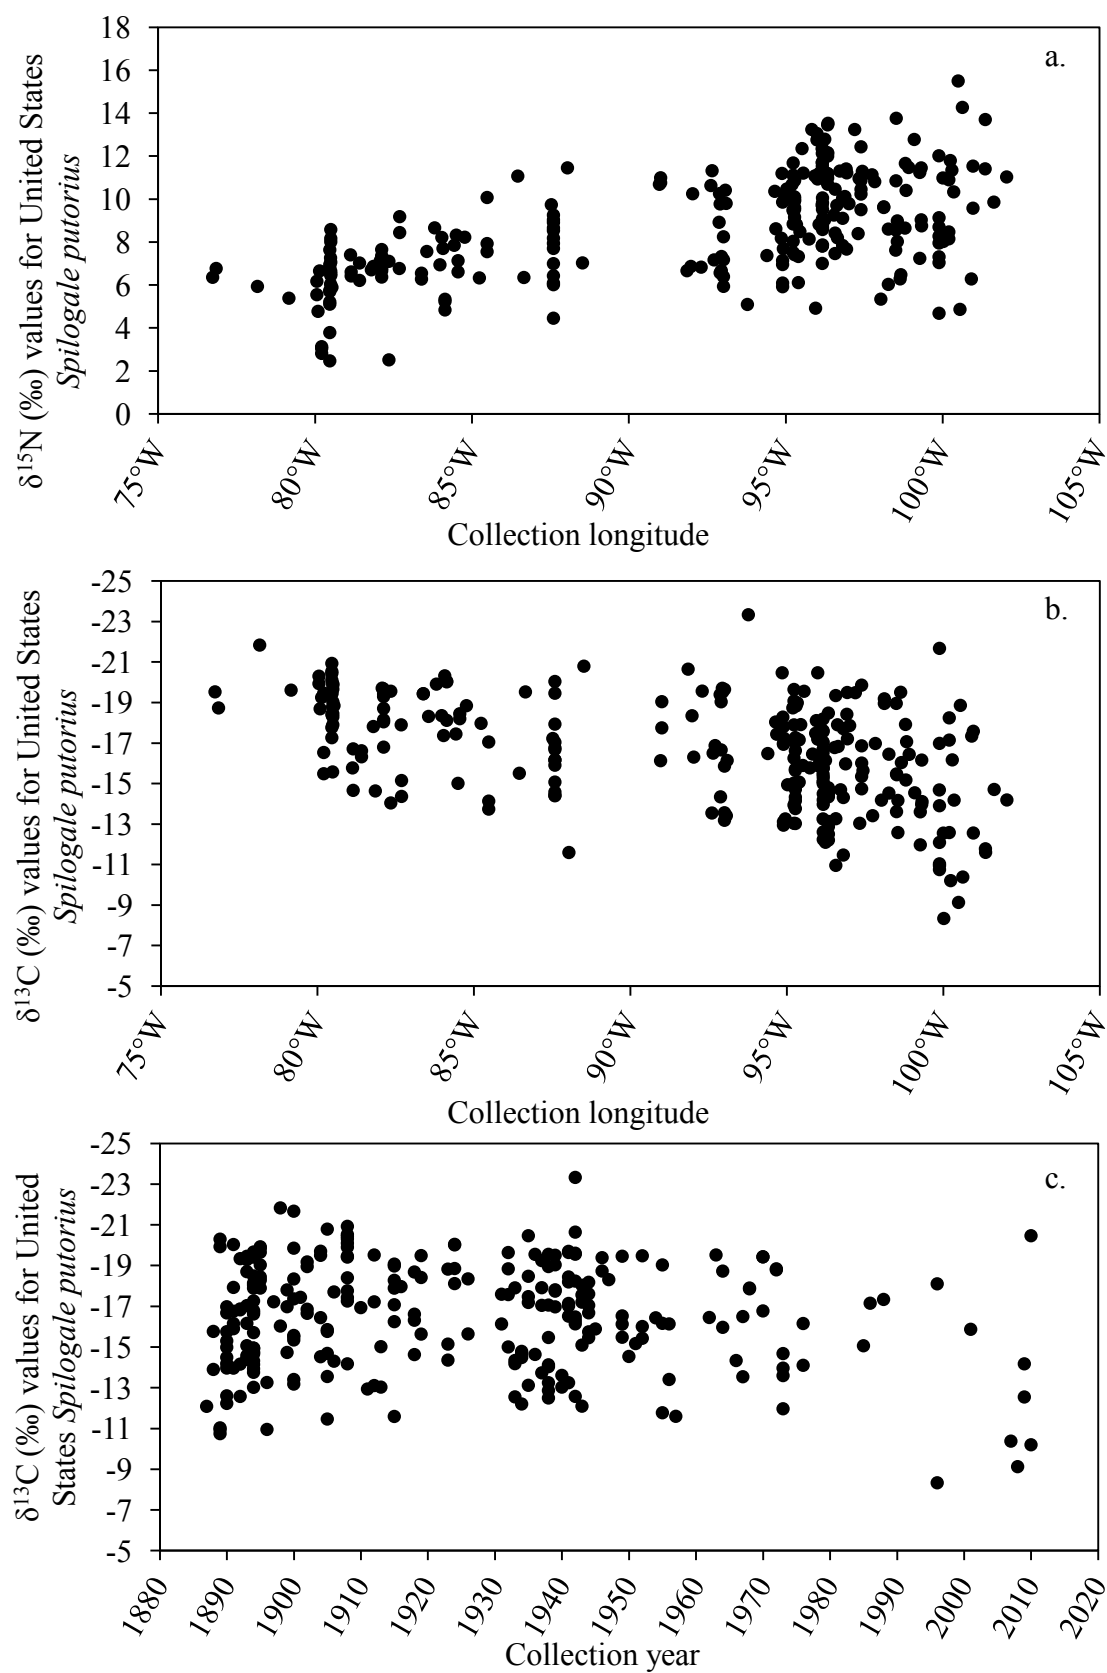 18
16
14
12
10
8
6
4
2
0
a.
δ¹⁵N (‰) values for United States
Spilogale putorius
75°W
80°W
85°W
90°W
95°W
100°W
105°W
Collection longitude
-25
-23
-21
-19
-17
-15
-13
-11
-9
-7
-5
b.
δ¹³C (‰) values for United States
Spilogale putorius
75°W
80°W
85°W
90°W
95°W
100°W
105°W
Collection longitude
-25
-23
-21
-19
-17
-15
-13
-11
-9
-7
-5
c.
δ¹³C (‰) values for United
States Spilogale putorius
1880
1890
1900
1910
1920
1930
1940
1950
1960
1970
1980
1990
2000
2010
2020
Collection year